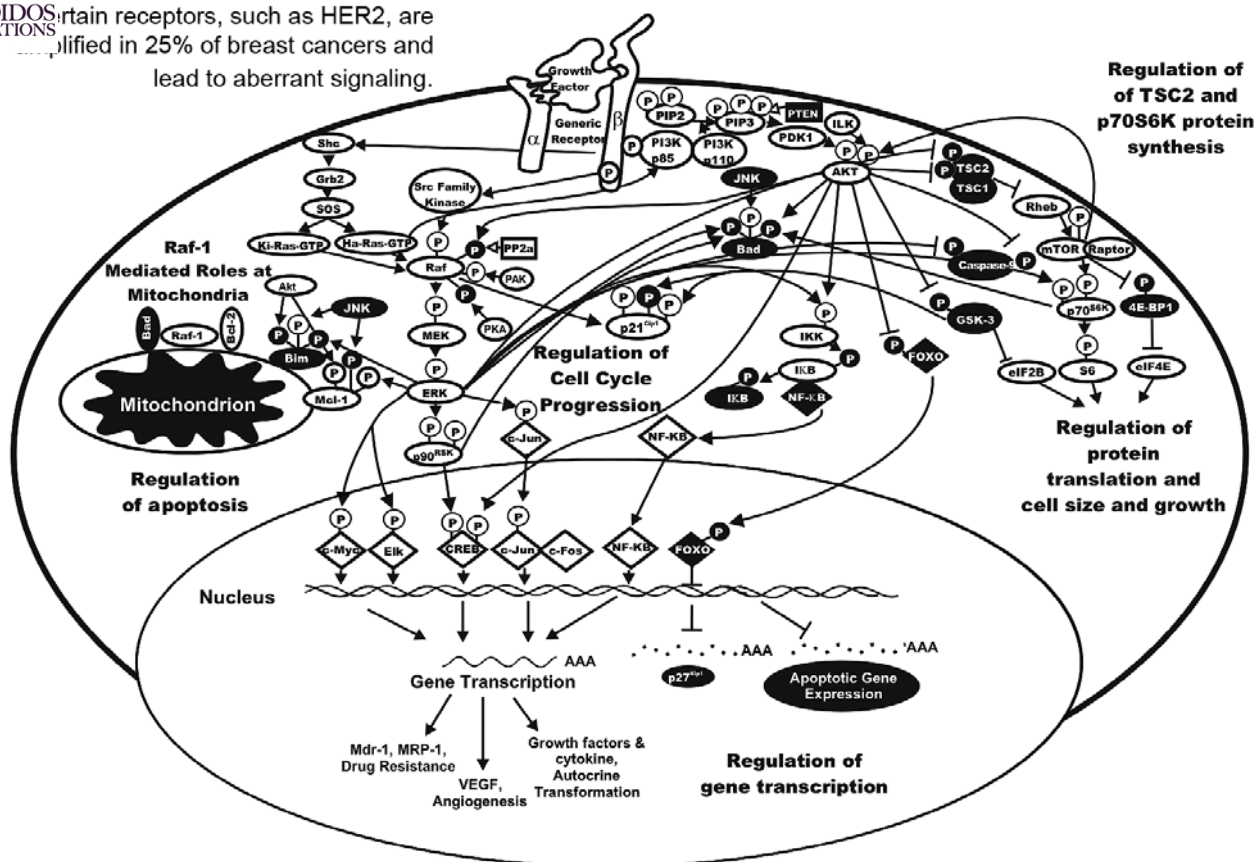 DIDOS
ATIONS
ertain receptors, such as HER2, are
amplified in 25% of breast cancers and
lead to aberrant signaling.
Growth
Factor
Generic
Receptor
α
β
P
Regulation of
of TSC2 and
p70S6K protein
synthesis
P
P
PIP2
P
P
P
PIP3
PTEN
PDK1
ILK
P
PI3K
p85
PI3K
p110
P
P
AKT
P
P
TSC2
TSC1
Shc
Grb2
SOS
Ki-Ras-GTP
Ha-Ras-GTP
Src Family
Kinase
P
Raf
P
PP2a
P
PAK
P
PKA
JNK
P
P
P
Bad
Rheb
P
mTOR
Raptor
P
Caspase-9
P
Raf-1
Mediated Roles at
Mitochondria
Akt
JNK
Bad
Raf-1
Bcl-2
P
P
P
Bim
P
P
P
Mcl-1
Mitochondrion
Regulation
of apoptosis
P
MEK
P
ERK
P
P
p90RSK
P
c-Jun
P
P
P
p21Cip1
Regulation of
Cell Cycle
Progression
P
IKK
P
IKB
NF-KB
P
IKB
NF-KB
P
FOXO
P
GSK-3
P
P
p70S6K
P
4E-BP1
P
S6
eIF2B
eIF4E
Regulation of
protein
translation and
cell size and growth
P
c-Myc
P
Elk
P
P
CREB
P
c-Jun
c-Fos
NF-KB
P
FOXO
Nucleus
AAA
Gene Transcription
AAA
p27Kip1
AAA
Apoptotic Gene
Expression
Mdr-1, MRP-1,
Drug Resistance
VEGF,
Angiogenesis
Growth factors &
cytokine,
Autocrine
Transformation
Regulation of
gene transcription